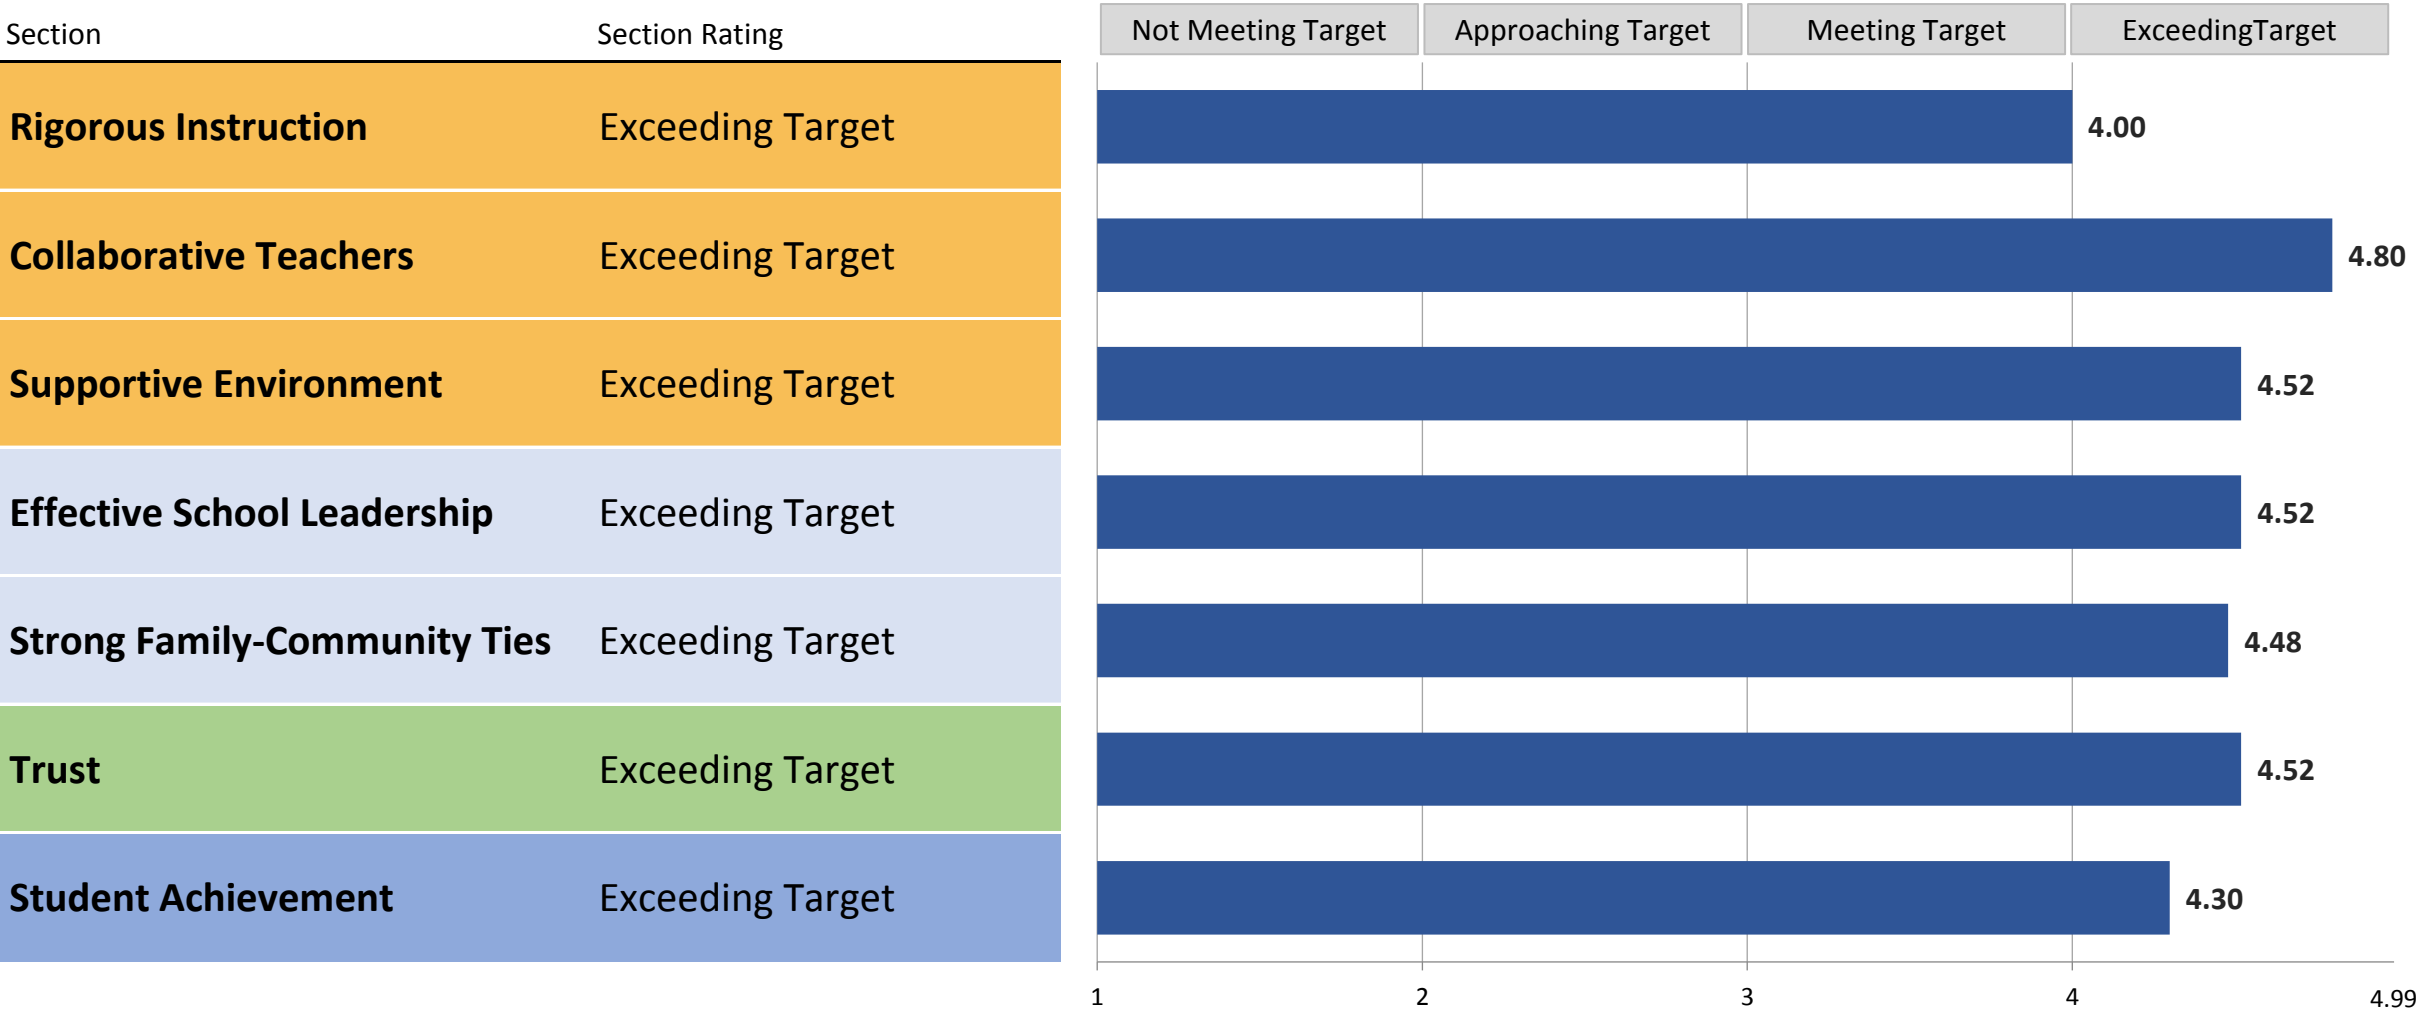 Section Section Rating Not Meeting Target Approaching Target Meeting Target ExceedingTarget
Rigorous Instruction Exceeding Target 4.00
Collaborative Teachers Exceeding Target 4.80
Supportive Environment Exceeding Target 4.52
Effective School Leadership Exceeding Target 4.52
Strong Family-Community Ties Exceeding Target 4.48
Trust Exceeding Target 4.52
Student Achievement Exceeding Target 4.30
1 2 3 4 4.99